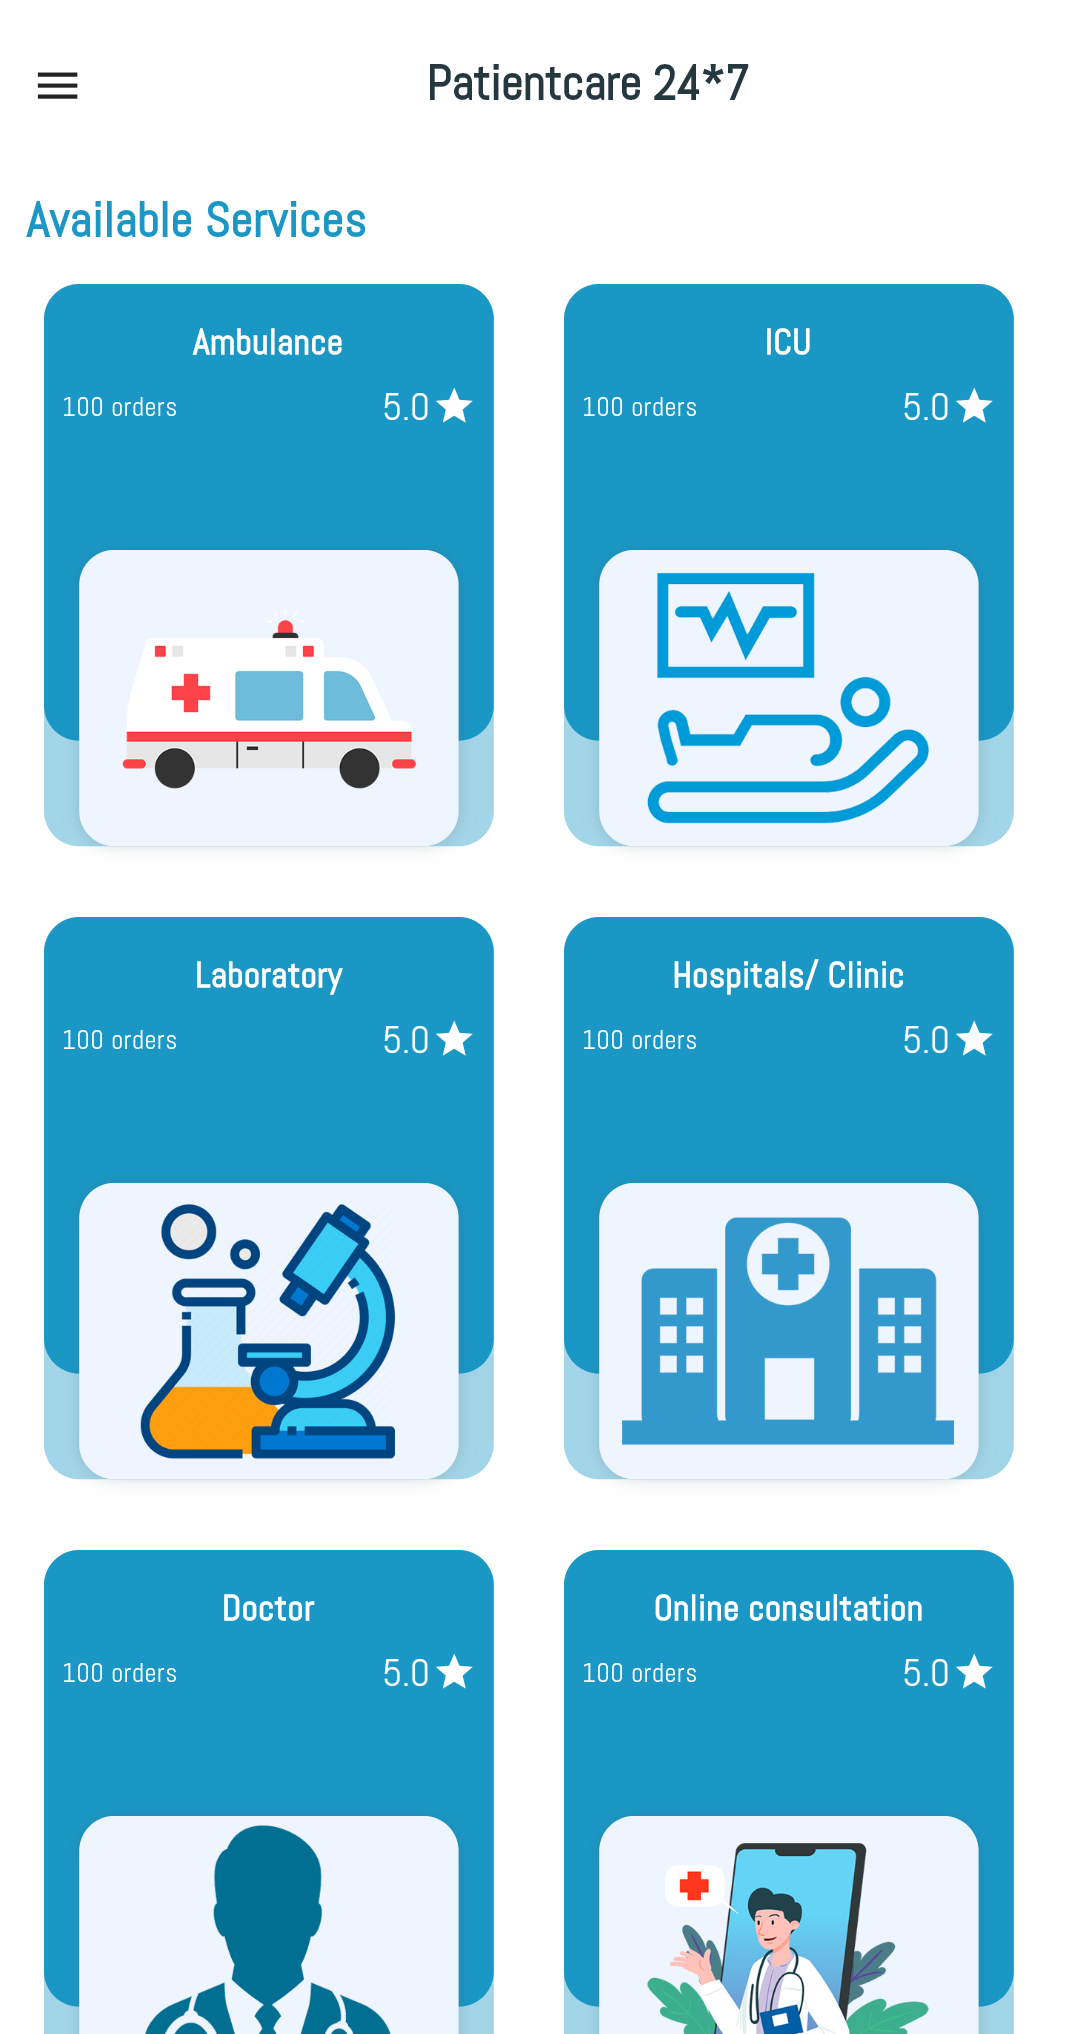 Patientcare 24*7
Available Services
Ambulance
100 orders 5.0
ICU
100 orders 5.0
Laboratory
100 orders 5.0
Hospitals/ Clinic
100 orders 5.0
Doctor
100 orders 5.0
Online consultation
100 orders 5.0